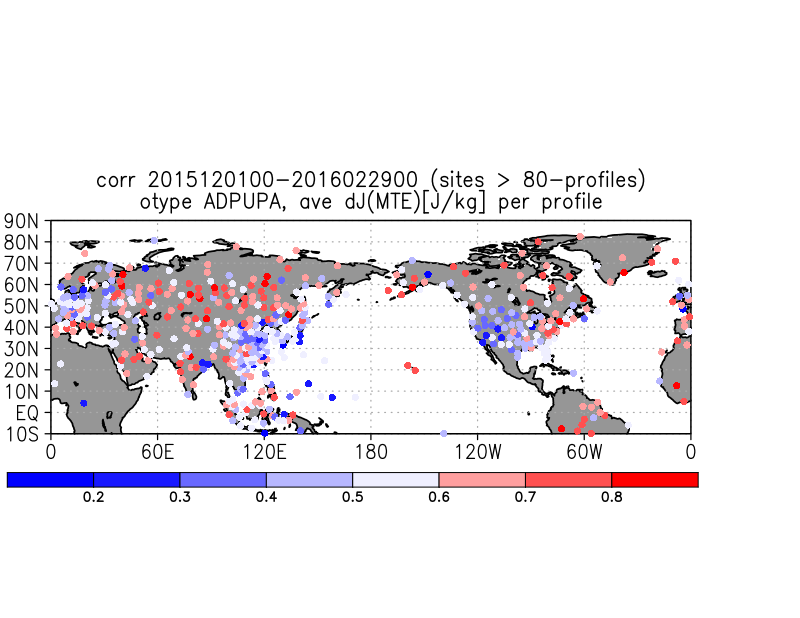 corr 2015120100-2016022900 (sites > 80-profiles)
otype ADPUPA, ave dJ(MTE)[J/kg] per profile
90N
80N
70N
60N
50N
40N
30N
20N
10N
EQ
10S
0 60E 120E 180 120W 60W 0
0.2 0.3 0.4 0.5 0.6 0.7 0.8